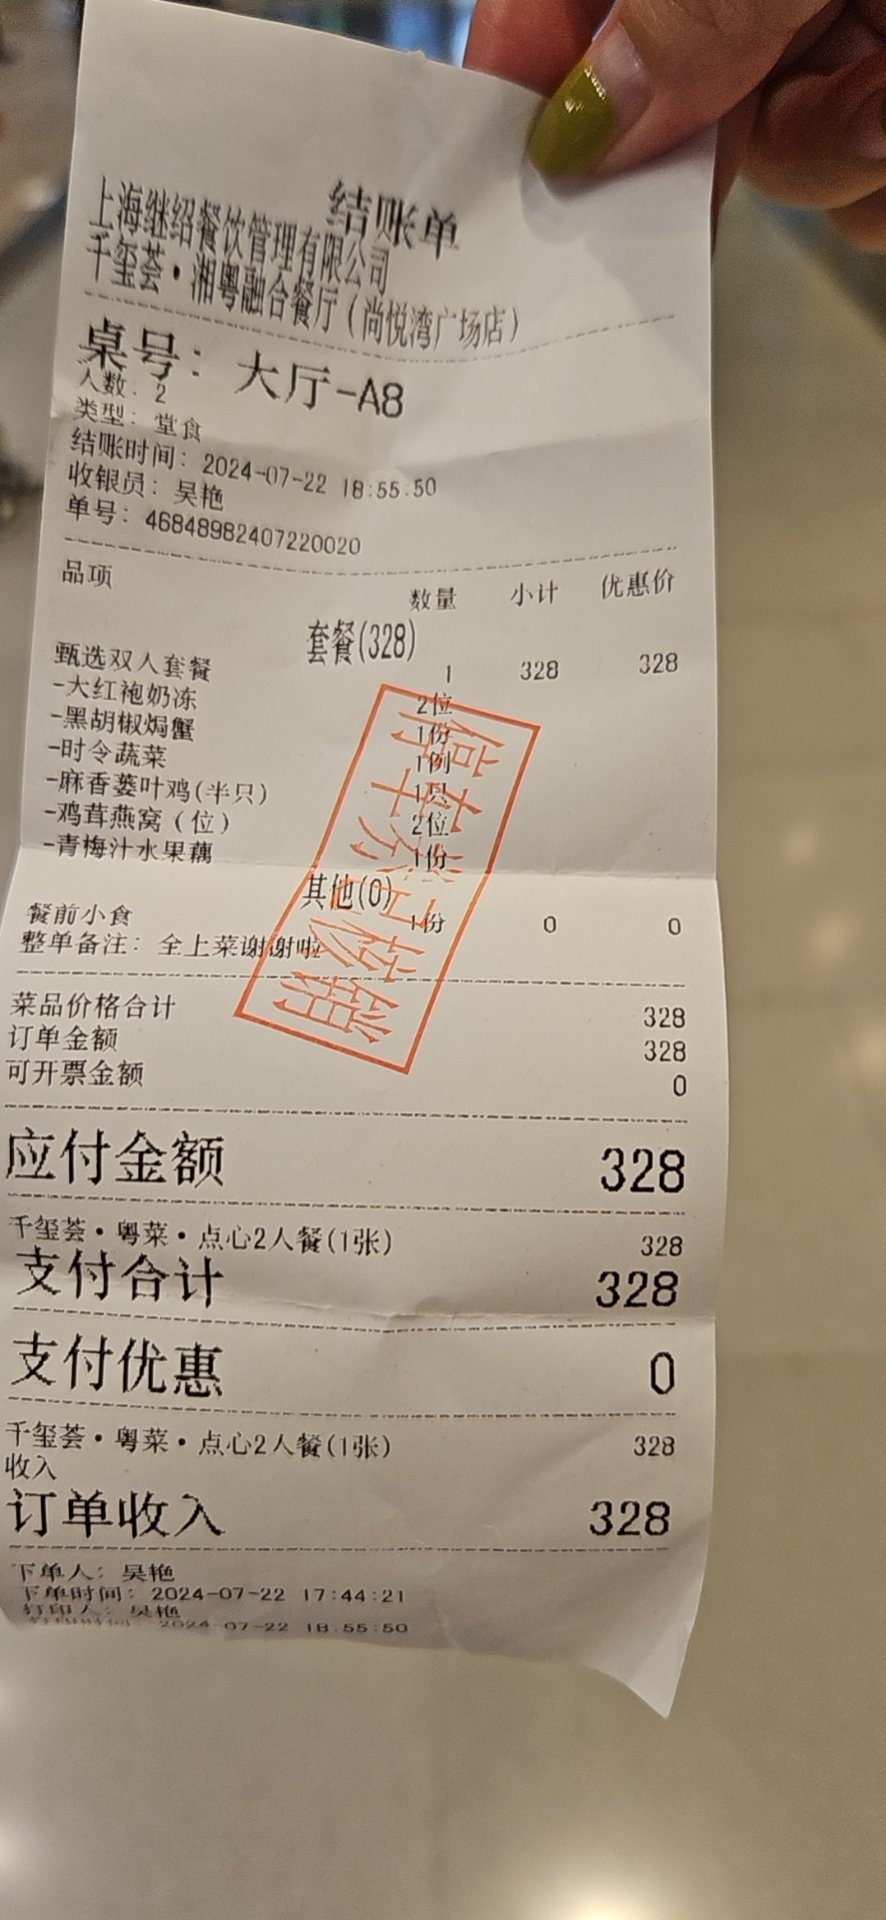 结账单
上海继绍餐饮管理有限公司
千玺荟·湘粤融合餐厅(尚悦湾广场店)
桌号: 大厅-A8
人数: 2
类型: 堂食
结账时间: 2024-07-22 18:55:50
收银员: 吴艳
单号: 46848982407220020
品项 数量 小计 优惠价
套餐(328)
甄选双人套餐 1 328 328
-大红袍奶冻 2位
-黑胡椒焗蟹 1份
-时令蔬菜 1例
-麻香蒌叶鸡(半只) 1只
-鸡茸燕窝(位) 2位
-青梅汁水果藕 1份
其他(0)
餐前小食 1份 0 0
整单备注: 全上菜谢谢啦
菜品价格合计 328
订单金额 328
可开票金额 0
应付金额 328
千玺荟·粤菜·点心2人餐(1张) 328
支付合计 328
支付优惠 0
千玺荟·粤菜·点心2人餐(1张) 328
收入
订单收入 328
下单人: 吴艳
下单时间: 2024-07-22 17:44:21
打印人: 吴艳
打印时间: 2024-07-22 18:55:50